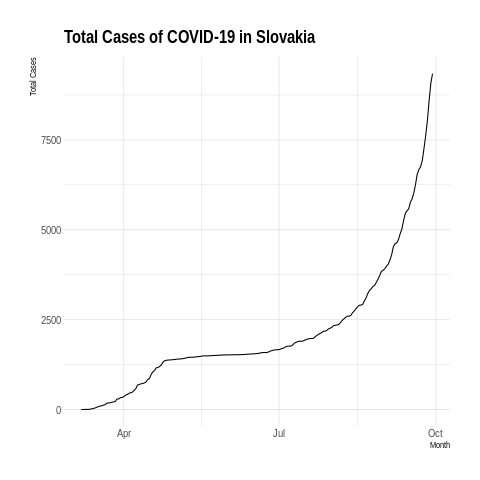 Total Cases of COVID-19 in Slovakia
Total Cases
7500
5000
2500
0
Apr
Jul
Oct
Month